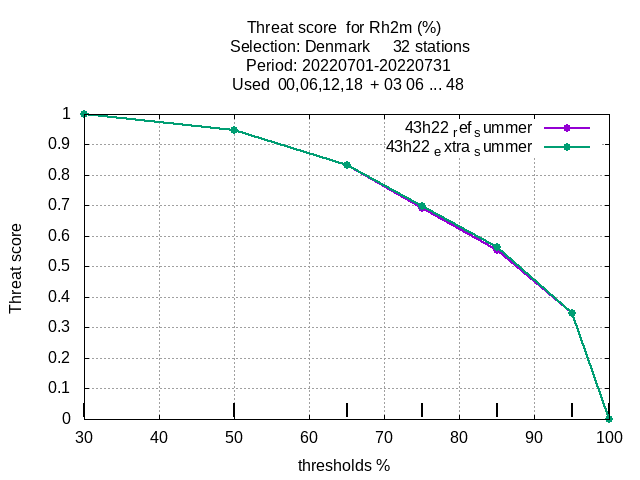 Threat score for Rh2m (%)
Selection: Denmark 32 stations
Period: 20220701-20220731
Used 00,06,12,18 + 03 06 ... 48
43h22 ref summer
43h22 extra summer
1
0.9
0.8
0.7
0.6
0.5
0.4
0.3
0.2
0.1
0
Threat score
30 40 50 60 70 80 90 100
thresholds %